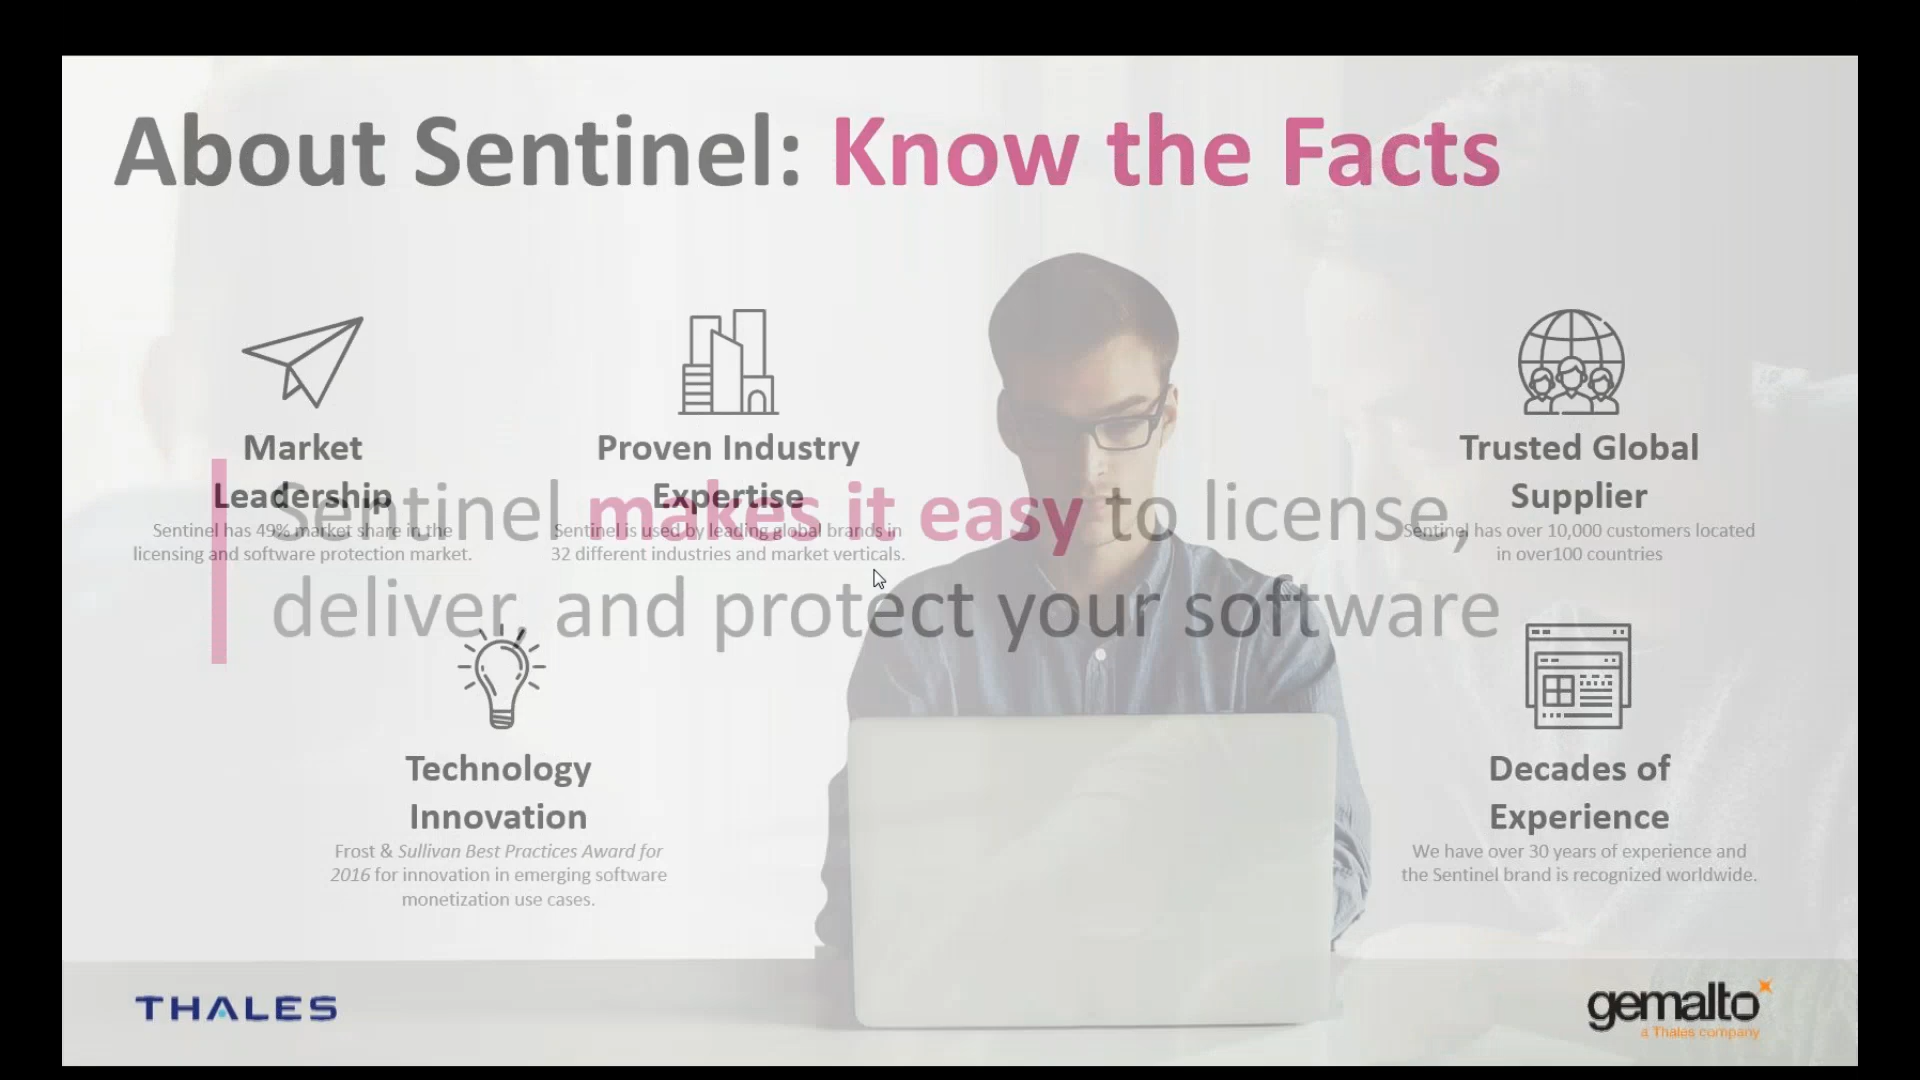 About Sentinel: Know the Facts
Market
Leadership
Sentinel has 49% market share in the
licensing and software protection market.
Proven Industry
Expertise
Sentinel is used by leading global brands in
32 different industries and market verticals.
Trusted Global
Supplier
Sentinel has over 10,000 customers located
in over100 countries
Sentinel makes it easy to license,
deliver, and protect your software
Technology
Innovation
Frost & Sullivan Best Practices Award for
2016 for innovation in emerging software
monetization use cases.
Decades of
Experience
We have over 30 years of experience and
the Sentinel brand is recognized worldwide.
THALES
gemalto
a Thales company